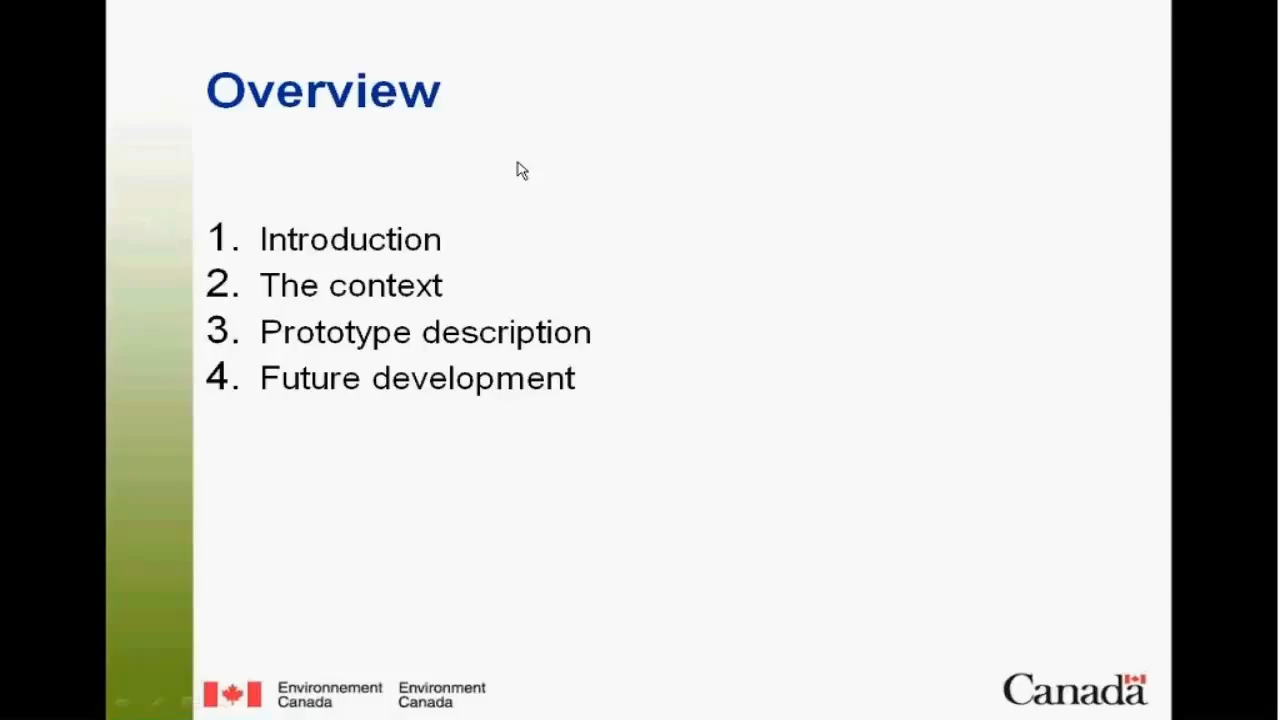 Overview
1. Introduction
2. The context
3. Prototype description
4. Future development
Environnement Canada
Environment Canada
Canada